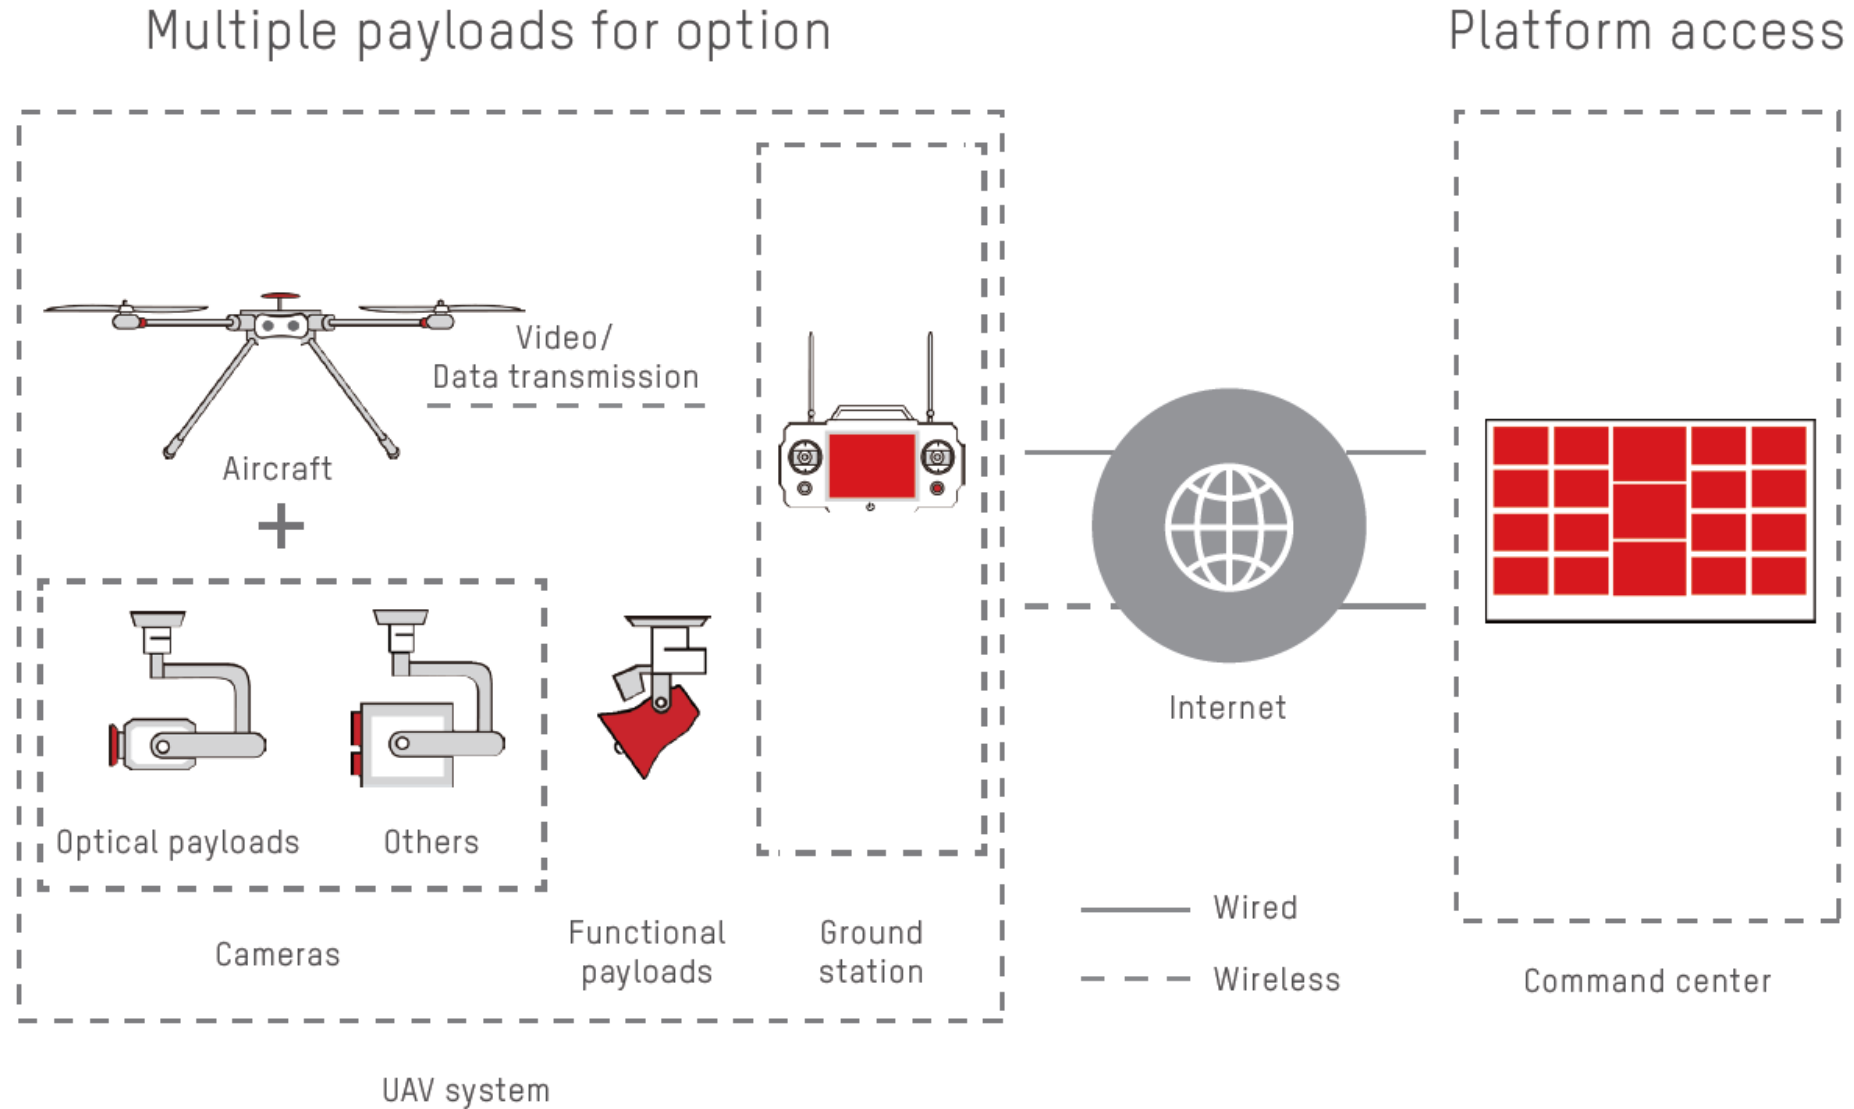 Multiple payloads for option
Platform access
Video/
Data transmission
Aircraft
Optical payloads
Others
Cameras
Functional
payloads
Ground
station
UAV system
Internet
Wired
Wireless
Command center